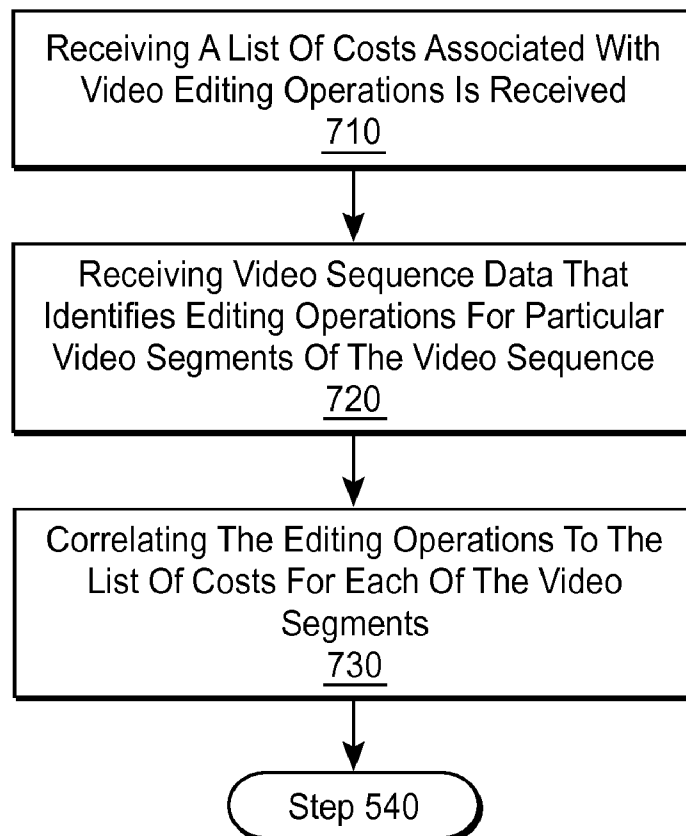 Receiving A List Of Costs Associated With
Video Editing Operations Is Received
710
Receiving Video Sequence Data That
Identifies Editing Operations For Particular
Video Segments Of The Video Sequence
720
Correlating The Editing Operations To The
List Of Costs For Each Of The Video
Segments
730
Step 540